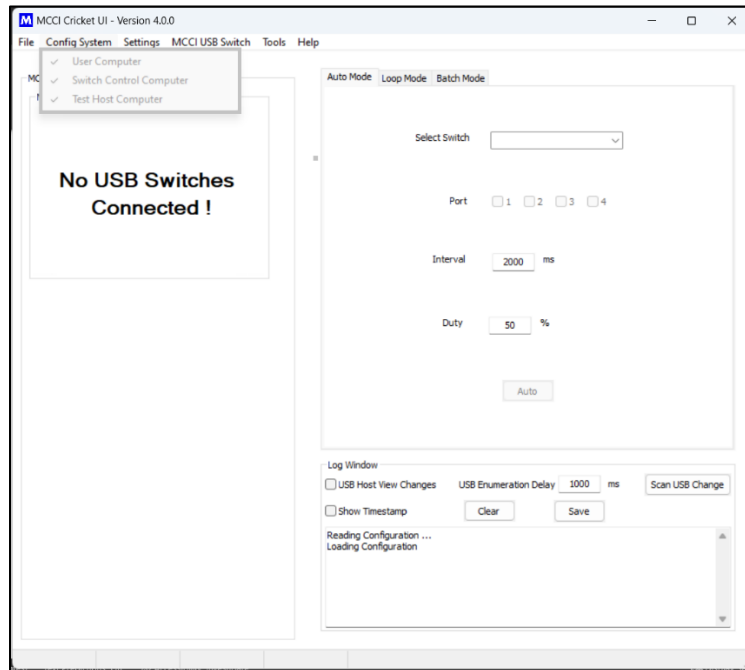 M MCCI Cricket UI - Version 4.0.0
File Config System Settings MCCI USB Switch Tools Help
User Computer
Switch Control Computer
Test Host Computer
No USB Switches
Connected !
Auto Mode Loop Mode Batch Mode
Select Switch
Port 1 2 3 4
Interval 2000 ms
Duty 50 %
Auto
Log Window
USB Host View Changes USB Enumeration Delay 1000 ms Scan USB Change
Show Timestamp Clear Save
Reading Configuration ...
Loading Configuration